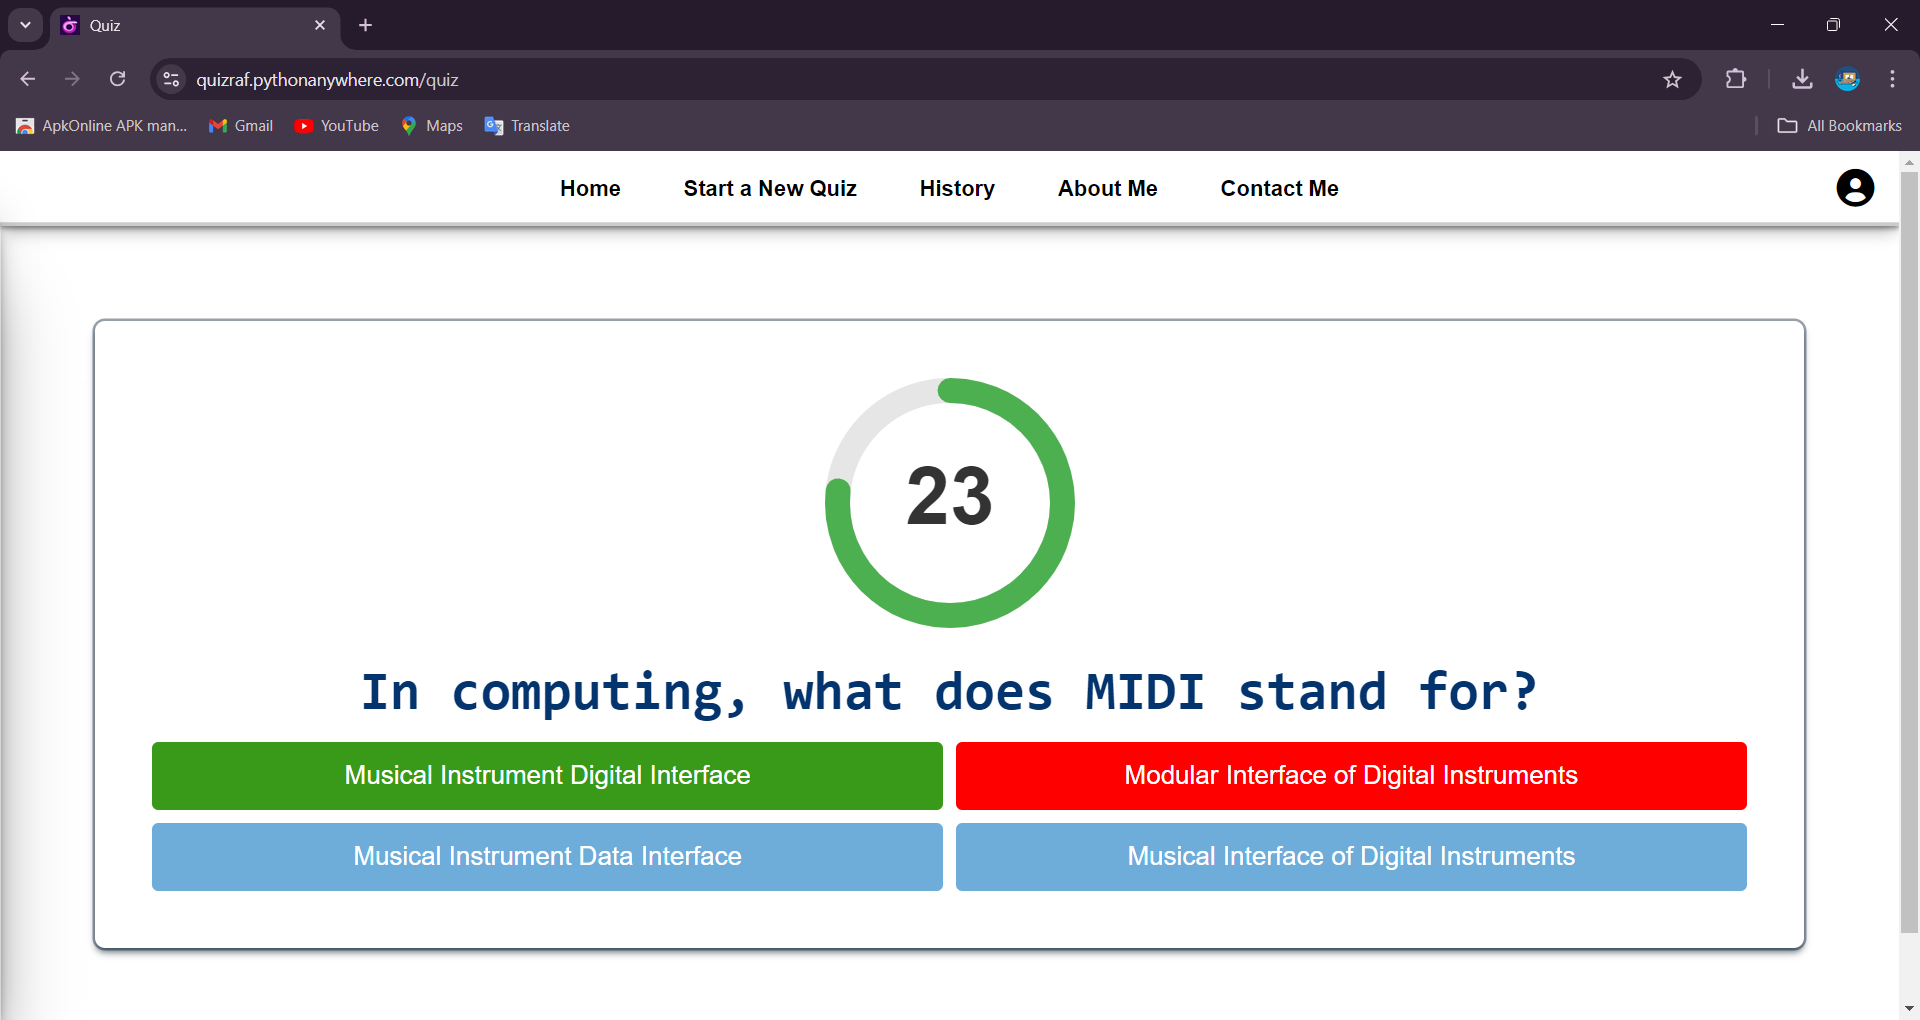 Quiz
quizraf.pythonanywhere.com/quiz
ApkOnline APK man... Gmail YouTube Maps Translate All Bookmarks
Home Start a New Quiz History About Me Contact Me
23
In computing, what does MIDI stand for?
Musical Instrument Digital Interface Modular Interface of Digital Instruments
Musical Instrument Data Interface Musical Interface of Digital Instruments